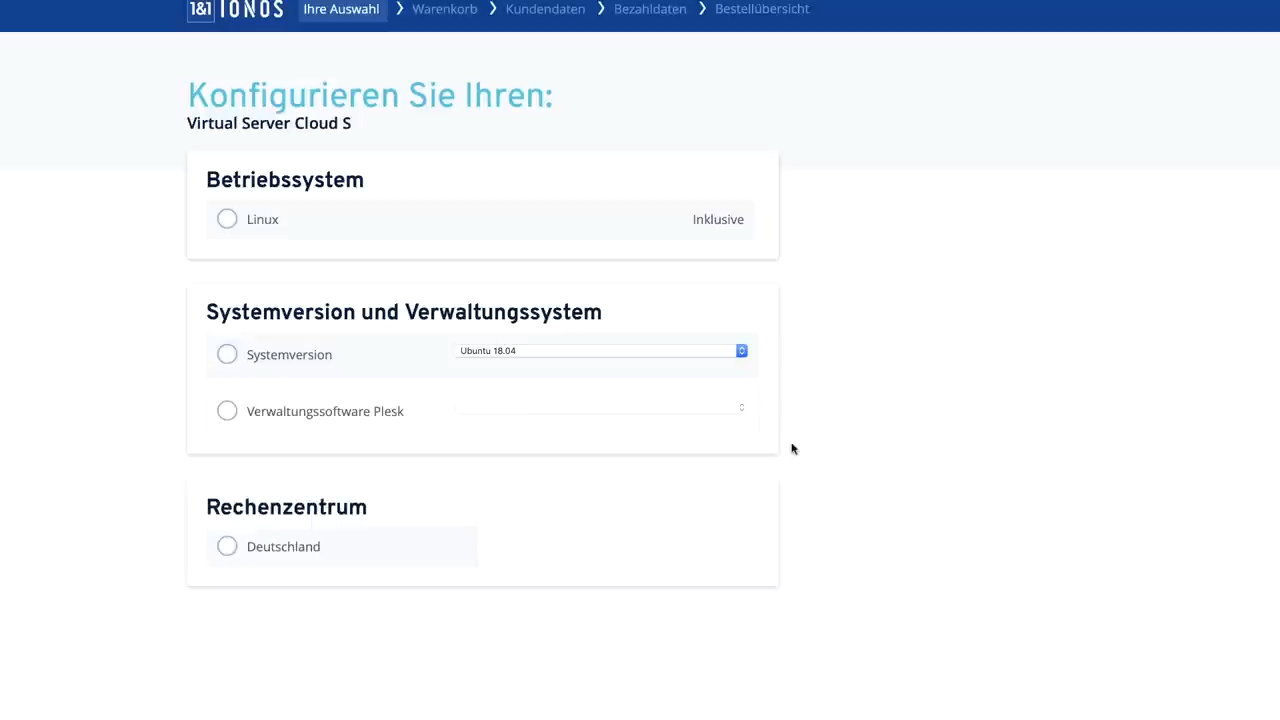 1&1 IONOS Ihre Auswahl Warenkorb Kundendaten Bezahldaten Bestellübersicht
Konfigurieren Sie Ihren:
Virtual Server Cloud S
Betriebssystem
Linux Inklusive
Systemversion und Verwaltungssystem
Systemversion Ubuntu 18.04
Verwaltungssoftware Plesk
Rechenzentrum
Deutschland